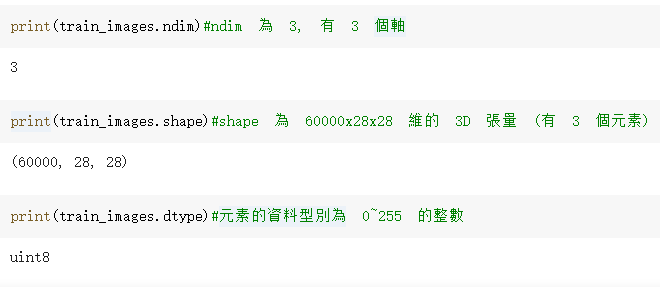 print(train_images.ndim)#ndim 為 3, 有 3 個軸
3
print(train_images.shape)#shape 為 60000x28x28 維的 3D 張量 (有 3 個元素)
(60000, 28, 28)
print(train_images.dtype)#元素的資料型別為 0~255 的整數
uint8